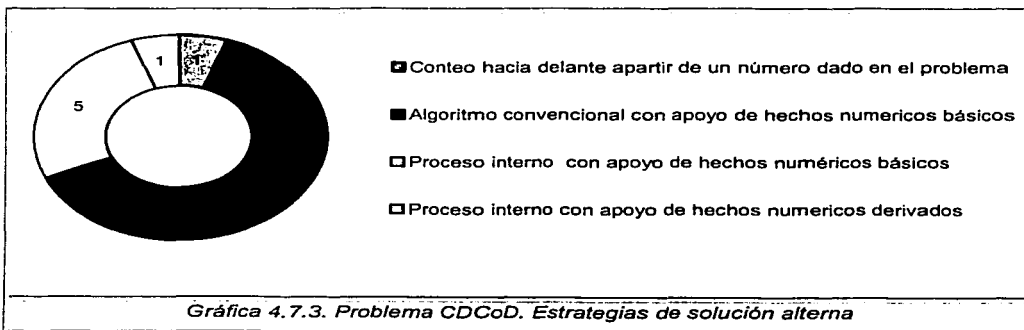 1
1
5
Conteo hacia delante apartir de un número dado en el problema
Algoritmo convencional con apoyo de hechos numericos básicos
Proceso interno con apoyo de hechos numéricos básicos
Proceso interno con apoyo de hechos numericos derivados
Gráfica 4.7.3. Problema CDCoD. Estrategias de solución alterna